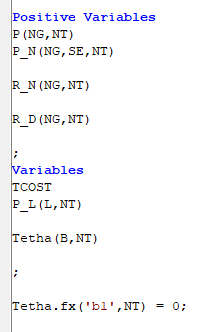 Positive Variables
P(NG,NT)
P_N(NG,SE,NT)
R_N(NG,NT)
R_D(NG,NT)
;
Variables
TCOST
P_L(L,NT)
Tetha(B,NT)
;
Tetha.fx('b1',NT) = 0;